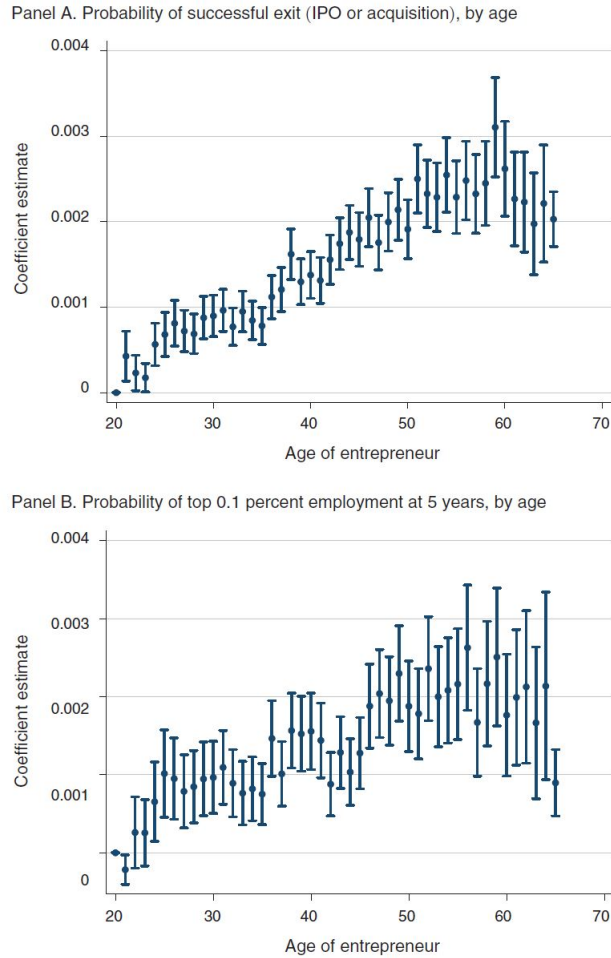 Panel A. Probability of successful exit (IPO or acquisition), by age
0.004
0.003
0.002
0.001
0
Coefficient estimate
20 30 40 50 60 70
Age of entrepreneur
Panel B. Probability of top 0.1 percent employment at 5 years, by age
0.004
0.003
0.002
0.001
0
Coefficient estimate
20 30 40 50 60 70
Age of entrepreneur